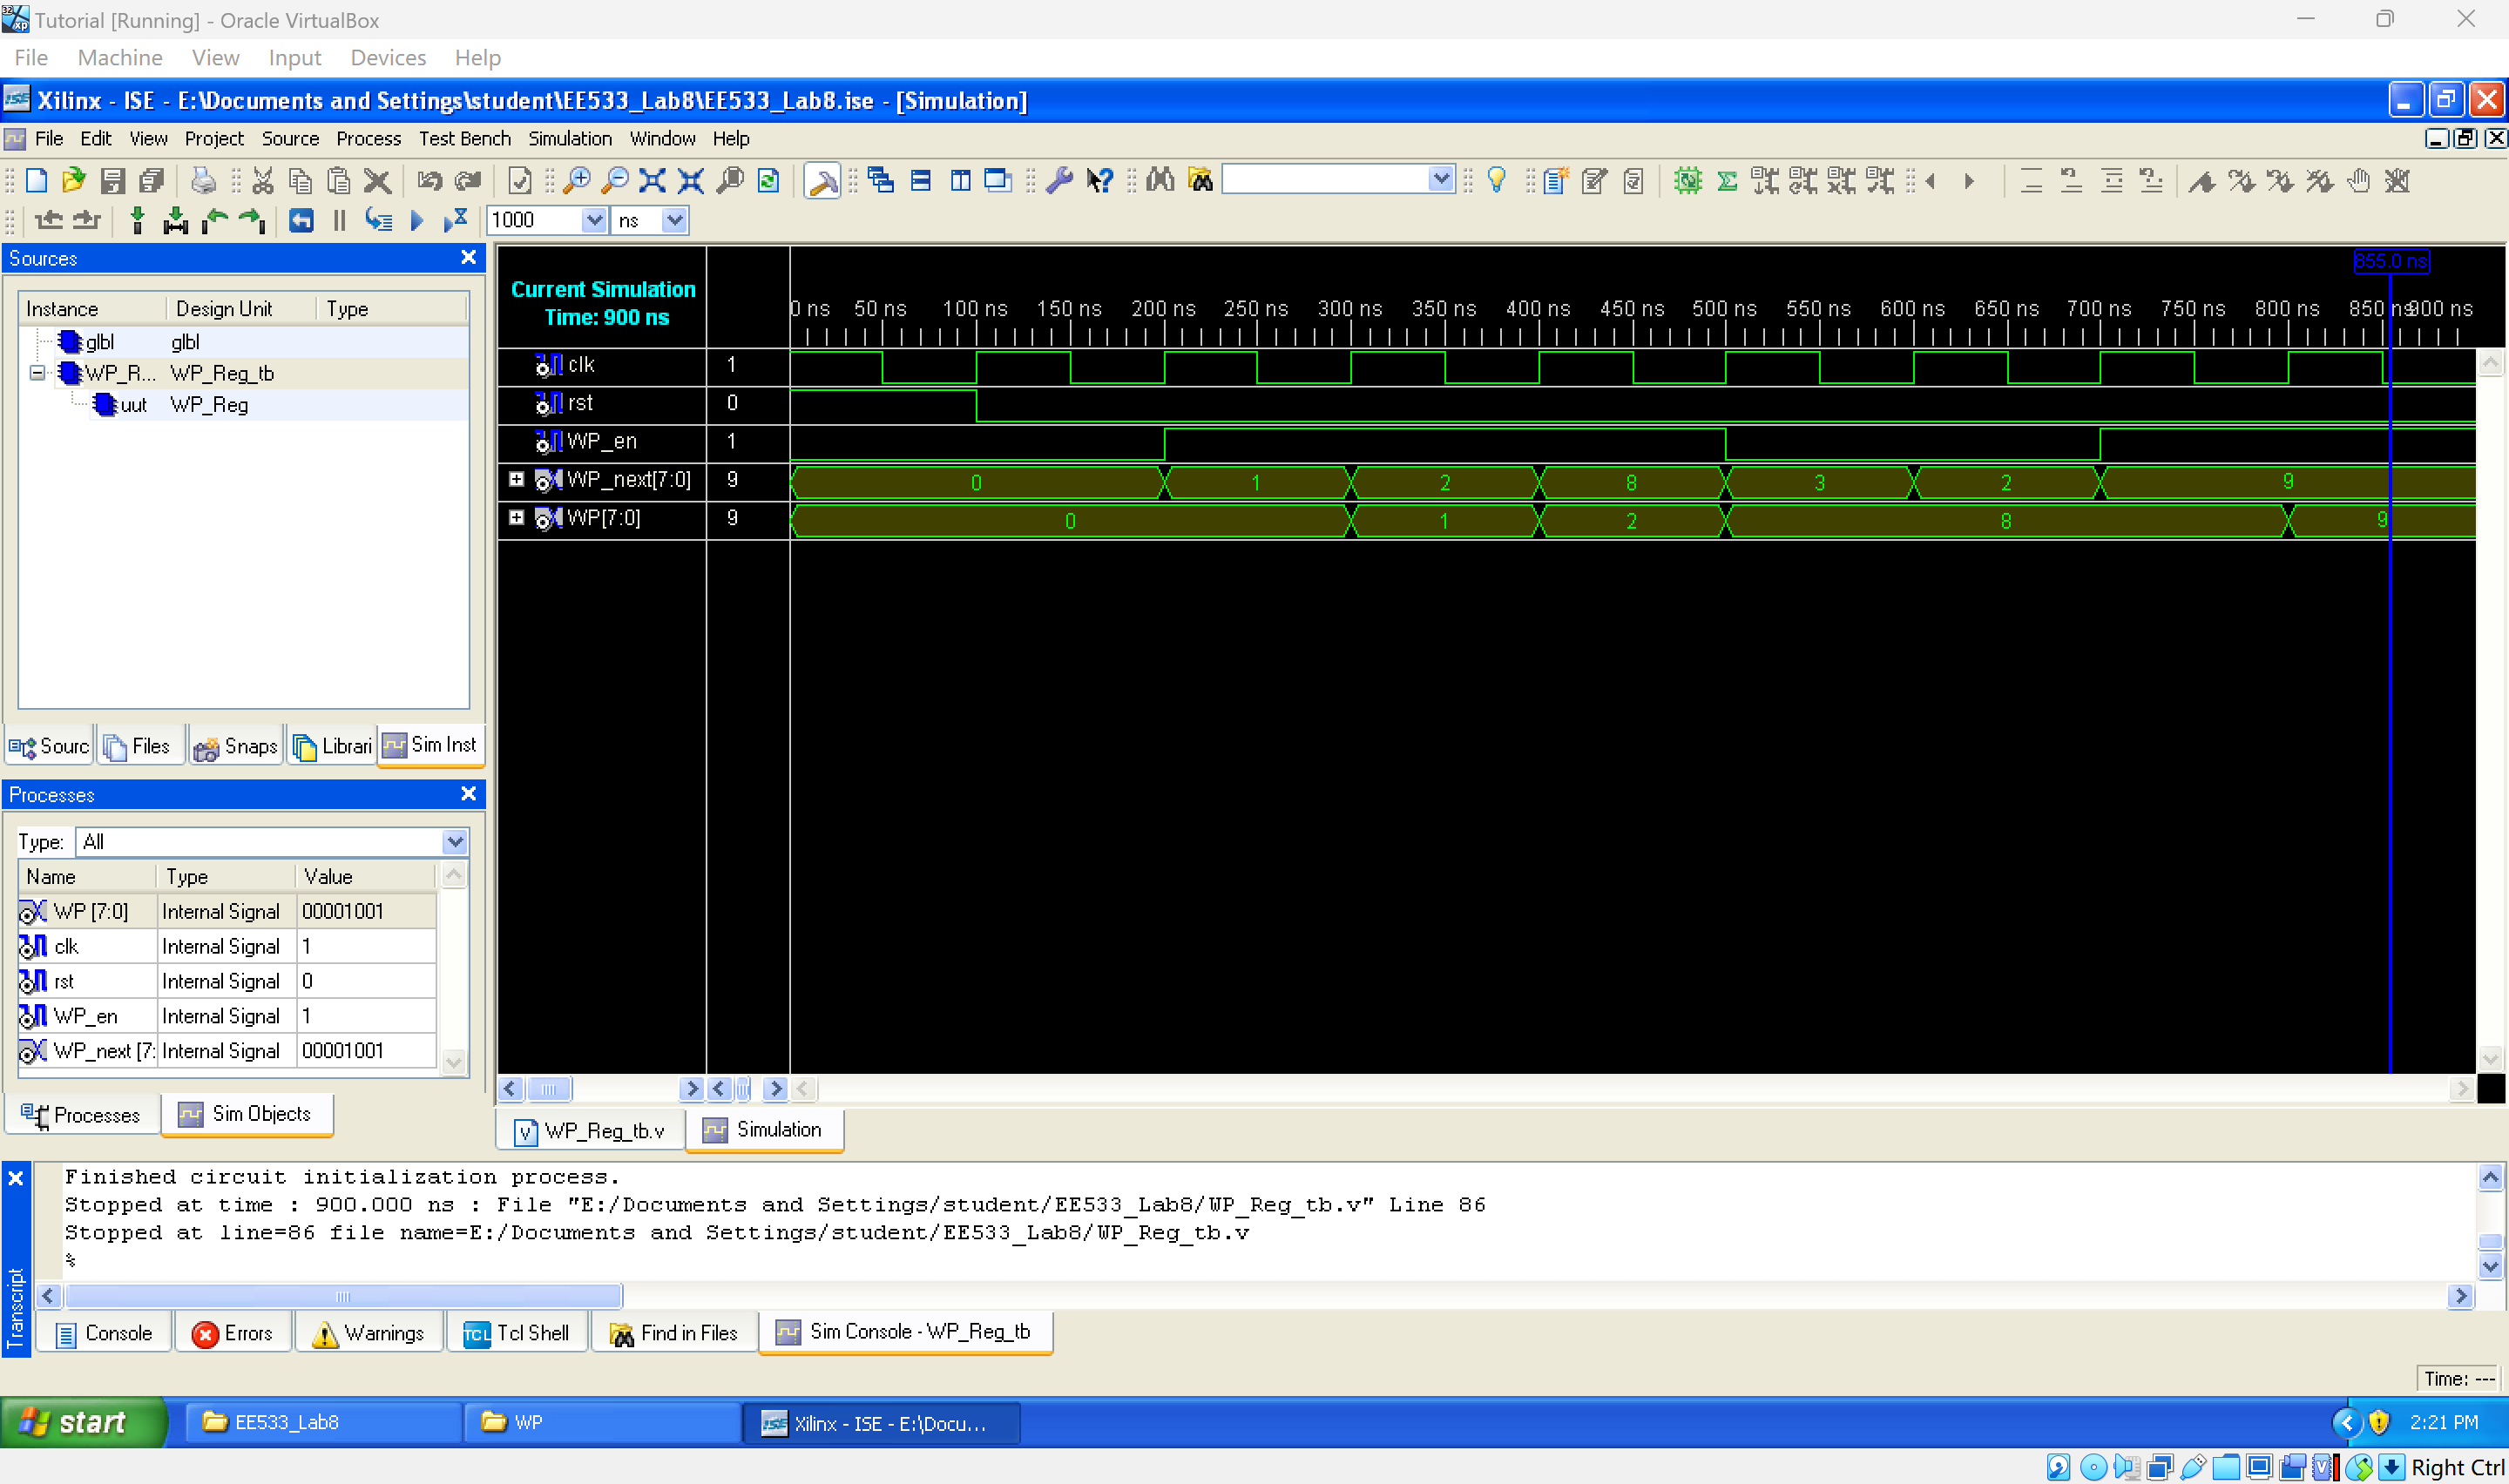 Tutorial [Running] - Oracle VirtualBox
File Machine View Input Devices Help
Xilinx - ISE - E:\Documents and Settings\student\EE533_Lab8\EE533_Lab8.ise - [Simulation]
File Edit View Project Source Process Test Bench Simulation Window Help
1000 ns
Sources
Instance Design Unit Type
glbl glbl
WP_R... WP_Reg_tb
uut WP_Reg
Sourc Files Snaps Librari Sim Inst
Processes
Type: All
Name Type Value
WP [7:0] Internal Signal 00001001
clk Internal Signal 1
rst Internal Signal 0
WP_en Internal Signal 1
WP_next [7: Internal Signal 00001001
Processes Sim Objects
855.0 ns
Current Simulation
Time: 900 ns
0 ns 50 ns 100 ns 150 ns 200 ns 250 ns 300 ns 350 ns 400 ns 450 ns 500 ns 550 ns 600 ns 650 ns 700 ns 750 ns 800 ns 850 ns 900 ns
clk 1
rst 0
WP_en 1
WP_next[7:0] 9 0 1 2 8 3 2 9
WP[7:0] 9 0 1 2 8 9
WP_Reg_tb.v Simulation
Finished circuit initialization process.
Stopped at time : 900.000 ns : File "E:/Documents and Settings/student/EE533_Lab8/WP_Reg_tb.v" Line 86
Stopped at line=86 file name=E:/Documents and Settings/student/EE533_Lab8/WP_Reg_tb.v
%
Transcript
Console Errors Warnings Tcl Shell Find in Files Sim Console - WP_Reg_tb
Time: ---
start EE533_Lab8 WP Xilinx - ISE - E:\Docu... 2:21 PM
Right Ctrl